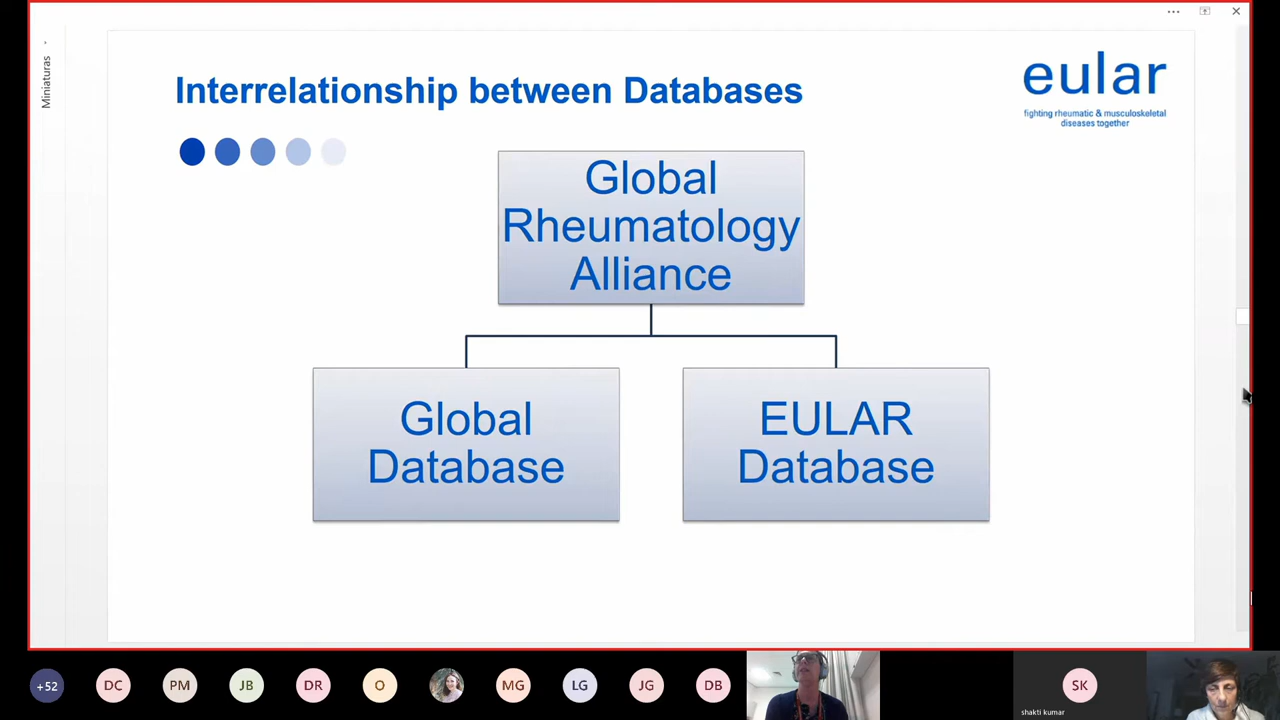 Miniaturas
Interrelationship between Databases
eular
fighting rheumatic & musculoskeletal
diseases together
Global
Rheumatology
Alliance
Global
Database
EULAR
Database
+52
DC
PM
JB
DR
O
MG
LG
JG
DB
SK
shakti kumar